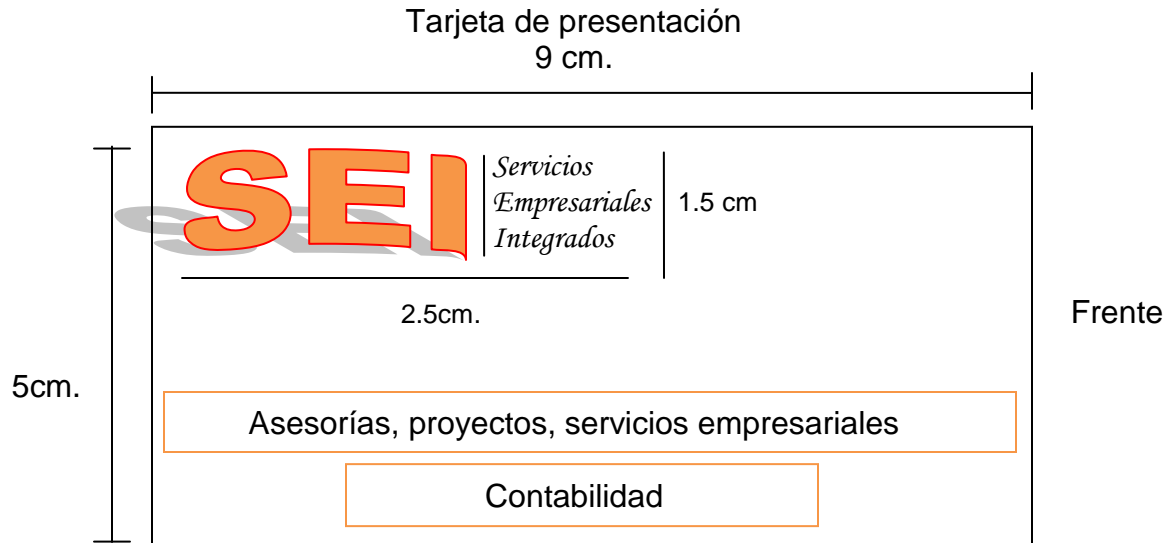 Tarjeta de presentación
9 cm.
SEI
Servicios
Empresariales
Integrados
1.5 cm
2.5cm.
Frente
5cm.
Asesorías, proyectos, servicios empresariales
Contabilidad